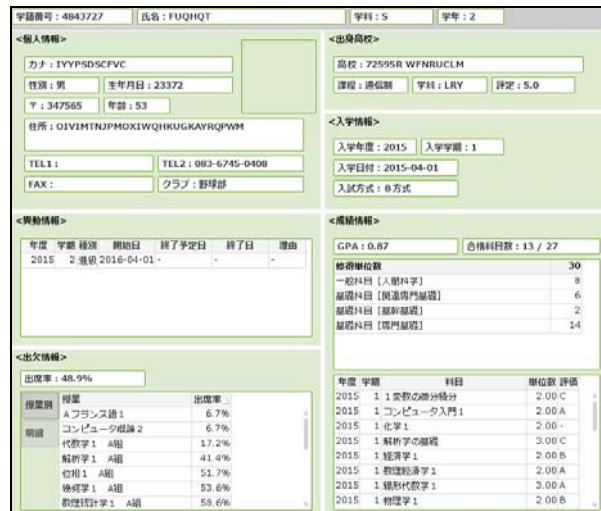 学籍番号 : 4843727 氏名 : FUQHQT 学科 : S 学年 : 2
<個人情報>
カナ : IYYPSDSCFVC
性別 : 男 生年月日 : 23372
〒 : 347565 年齢 : 53
住所 : OIVIMTNJPMOXIWQHKUGKAYRQPWM
TEL1 : TEL2 : 083-6745-0408
FAX : クラブ : 野球部
<出身高校>
高校 : 72595R WFNRUCLM
課程 : 通信制 学科 : LRY 評定 : 5.0
<入学情報>
入学年度 : 2015 入学学期 : 1
入学日付 : 2015-04-01
入試方式 : B方式
<異動情報>
年度 学期 種別 開始日 終了予定日 終了日 理由
2015 2 進級 2016-04-01 - - -
<成績情報>
GPA : 0.87 合格科目数 : 13 / 27
修得単位数 30
一般科目 [人間科学] 8
基礎科目 [関連専門基礎] 6
基礎科目 [基幹基礎] 2
基礎科目 [専門基礎] 14
<出欠情報>
出席率 : 48.9%
授業別
明細
授業 出席率
Aフランス語1 6.7%
コンピュータ概論2 6.7%
代数学1 A組 17.2%
解析学1 A組 41.4%
位相1 A組 51.7%
幾何学1 A組 53.6%
数理統計学1 A組 58.6%
年度 学期 科目 単位数 評価
2015 1 1変数の微分積分 2.00 C
2015 1 コンピュータ入門1 2.00 A
2015 1 化学1 2.00 -
2015 1 解析学の基礎 3.00 C
2015 1 経済学1 2.00 B
2015 1 数理経済学1 2.00 A
2015 1 線形代数学1 3.00 A
2015 1 物理学1 2.00 B